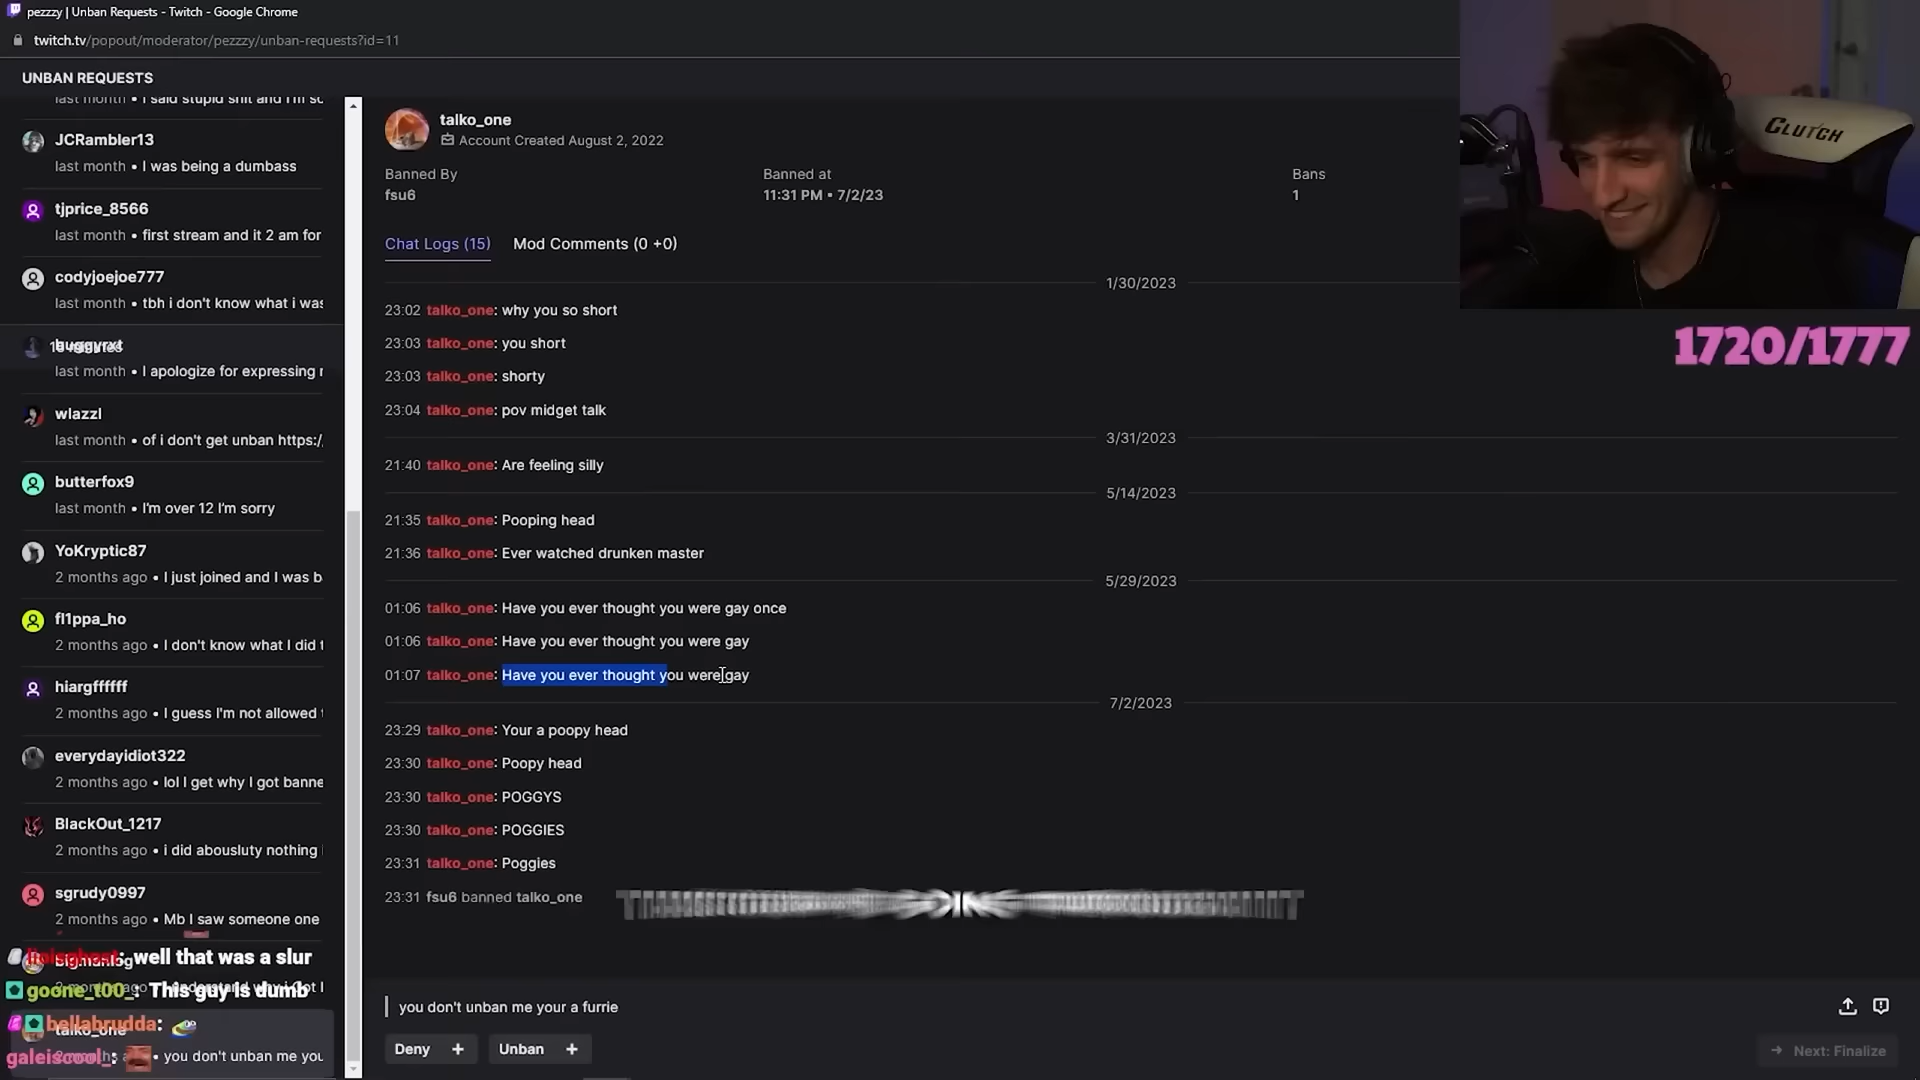 pezzzy | Unban Requests - Twitch - Google Chrome
twitch.tv/popout/moderator/pezzzy/unban-requests?id=11
UNBAN REQUESTS
last month • I said stupid shit and I'm so
JCRambler13
last month • I was being a dumbass
tjprice_8566
last month • first stream and it 2 am for
codyjoejoe777
last month • tbh i don't know what i was
minutes
last month • I apologize for expressing r
wlazzl
last month • of i don't get unban https:/
butterfox9
last month • I'm over 12 I'm sorry
YoKryptic87
2 months ago • I just joined and I was b
fl1ppa_ho
2 months ago • I don't know what I did t
hiargffffff
2 months ago • I guess I'm not allowed
everydayidiot322
2 months ago • lol I get why I got banne
BlackOut_1217
2 months ago • i did abousluty nothing
sgrudy0997
2 months ago • Mb I saw someone one
: well that was a slur
goone_t00_: This guy is dumb
bellabrudda:
talko_one
galeiscool_: • you don't unban me you
talko_one
Account Created August 2, 2022
Banned By
fsu6
Banned at
11:31 PM • 7/2/23
Bans
1
Chat Logs (15)
Mod Comments (0 +0)
1/30/2023
23:02 talko_one: why you so short
23:03 talko_one: you short
23:03 talko_one: shorty
23:04 talko_one: pov midget talk
3/31/2023
21:40 talko_one: Are feeling silly
5/14/2023
21:35 talko_one: Pooping head
21:36 talko_one: Ever watched drunken master
5/29/2023
01:06 talko_one: Have you ever thought you were gay once
01:06 talko_one: Have you ever thought you were gay
01:07 talko_one: Have you ever thought you were gay
7/2/2023
23:29 talko_one: Your a poopy head
23:30 talko_one: Poopy head
23:30 talko_one: POGGYS
23:30 talko_one: POGGIES
23:31 talko_one: Poggies
23:31 fsu6 banned talko_one
you don't unban me your a furrie
Deny +
Unban +
Next: Finalize
CLUTCH
1720/1777